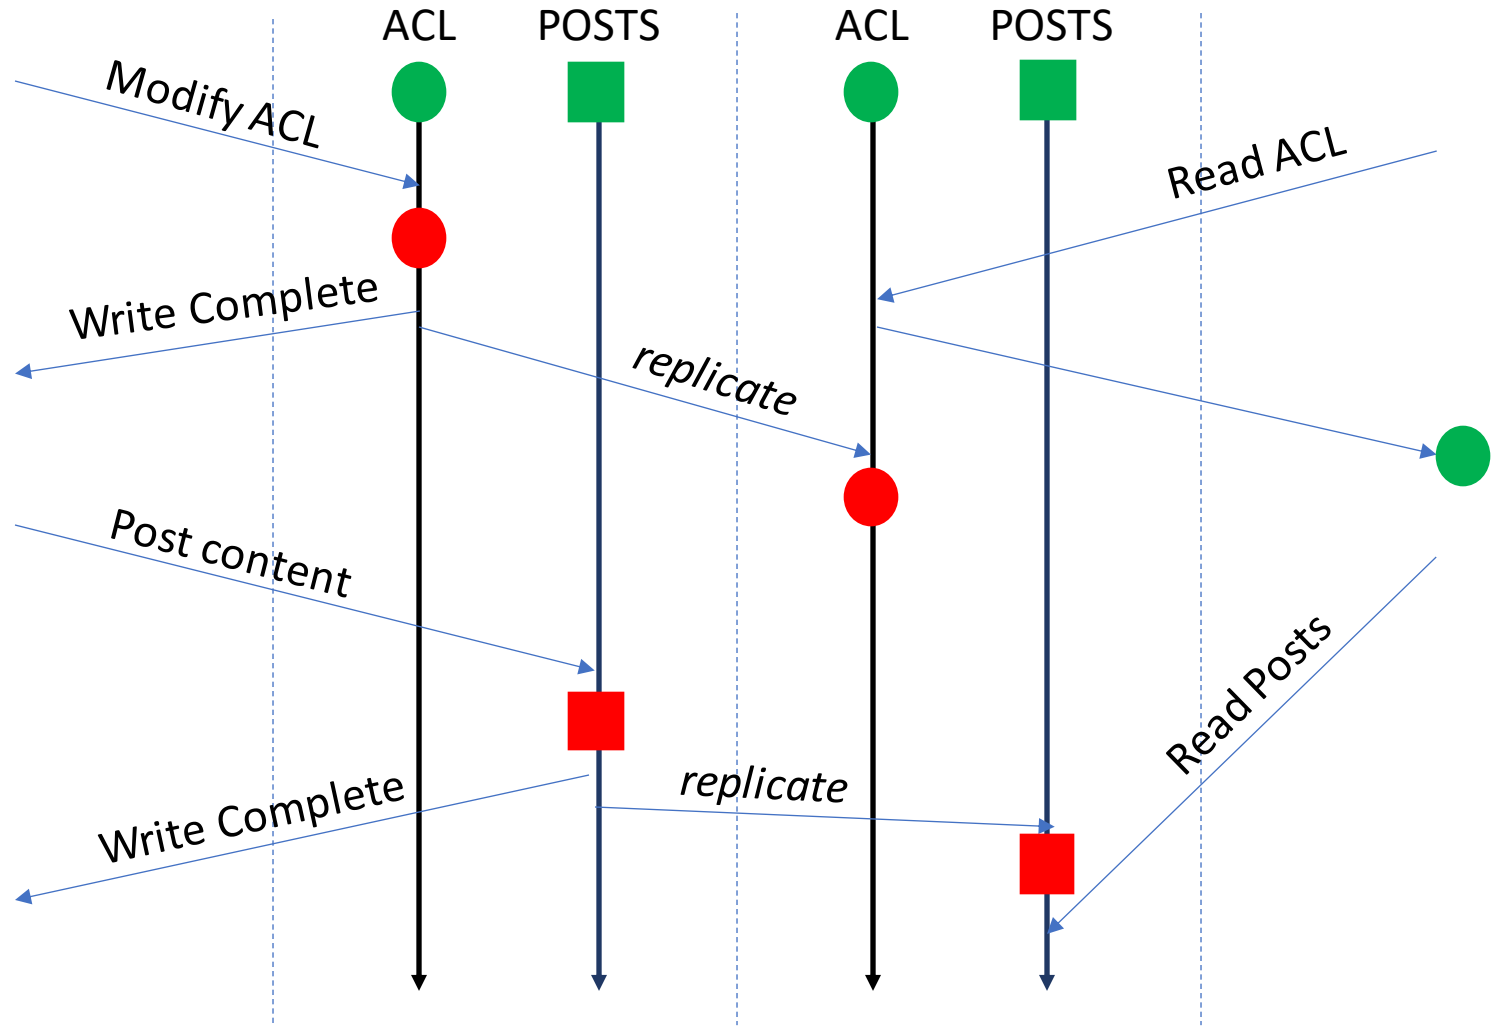 ACL
POSTS
ACL
POSTS
Modify ACL
Read ACL
Write Complete
replicate
Post content
Read Posts
Write Complete
replicate